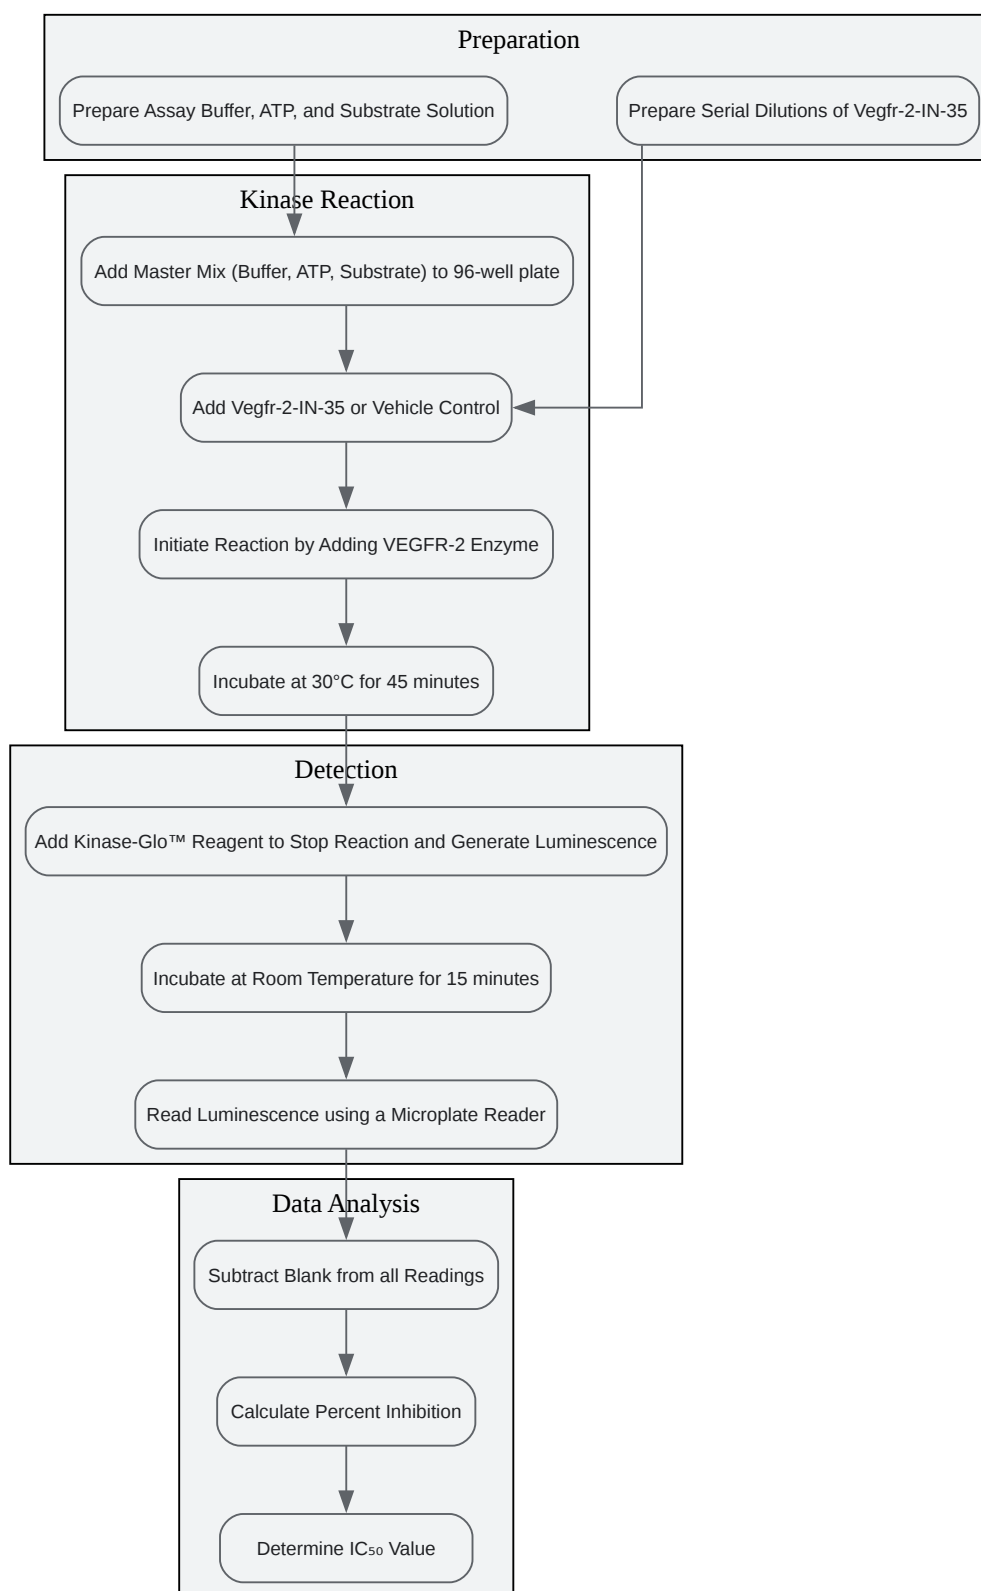 Preparation
Prepare Assay Buffer, ATP, and Substrate Solution
Prepare Serial Dilutions of Vegfr-2-IN-35
Kinase Reaction
Add Master Mix (Buffer, ATP, Substrate) to 96-well plate
Add Vegfr-2-IN-35 or Vehicle Control
Initiate Reaction by Adding VEGFR-2 Enzyme
Incubate at 30°C for 45 minutes
Detection
Add Kinase-Glo™ Reagent to Stop Reaction and Generate Luminescence
Incubate at Room Temperature for 15 minutes
Read Luminescence using a Microplate Reader
Data Analysis
Subtract Blank from all Readings
Calculate Percent Inhibition
Determine IC₅₀ Value